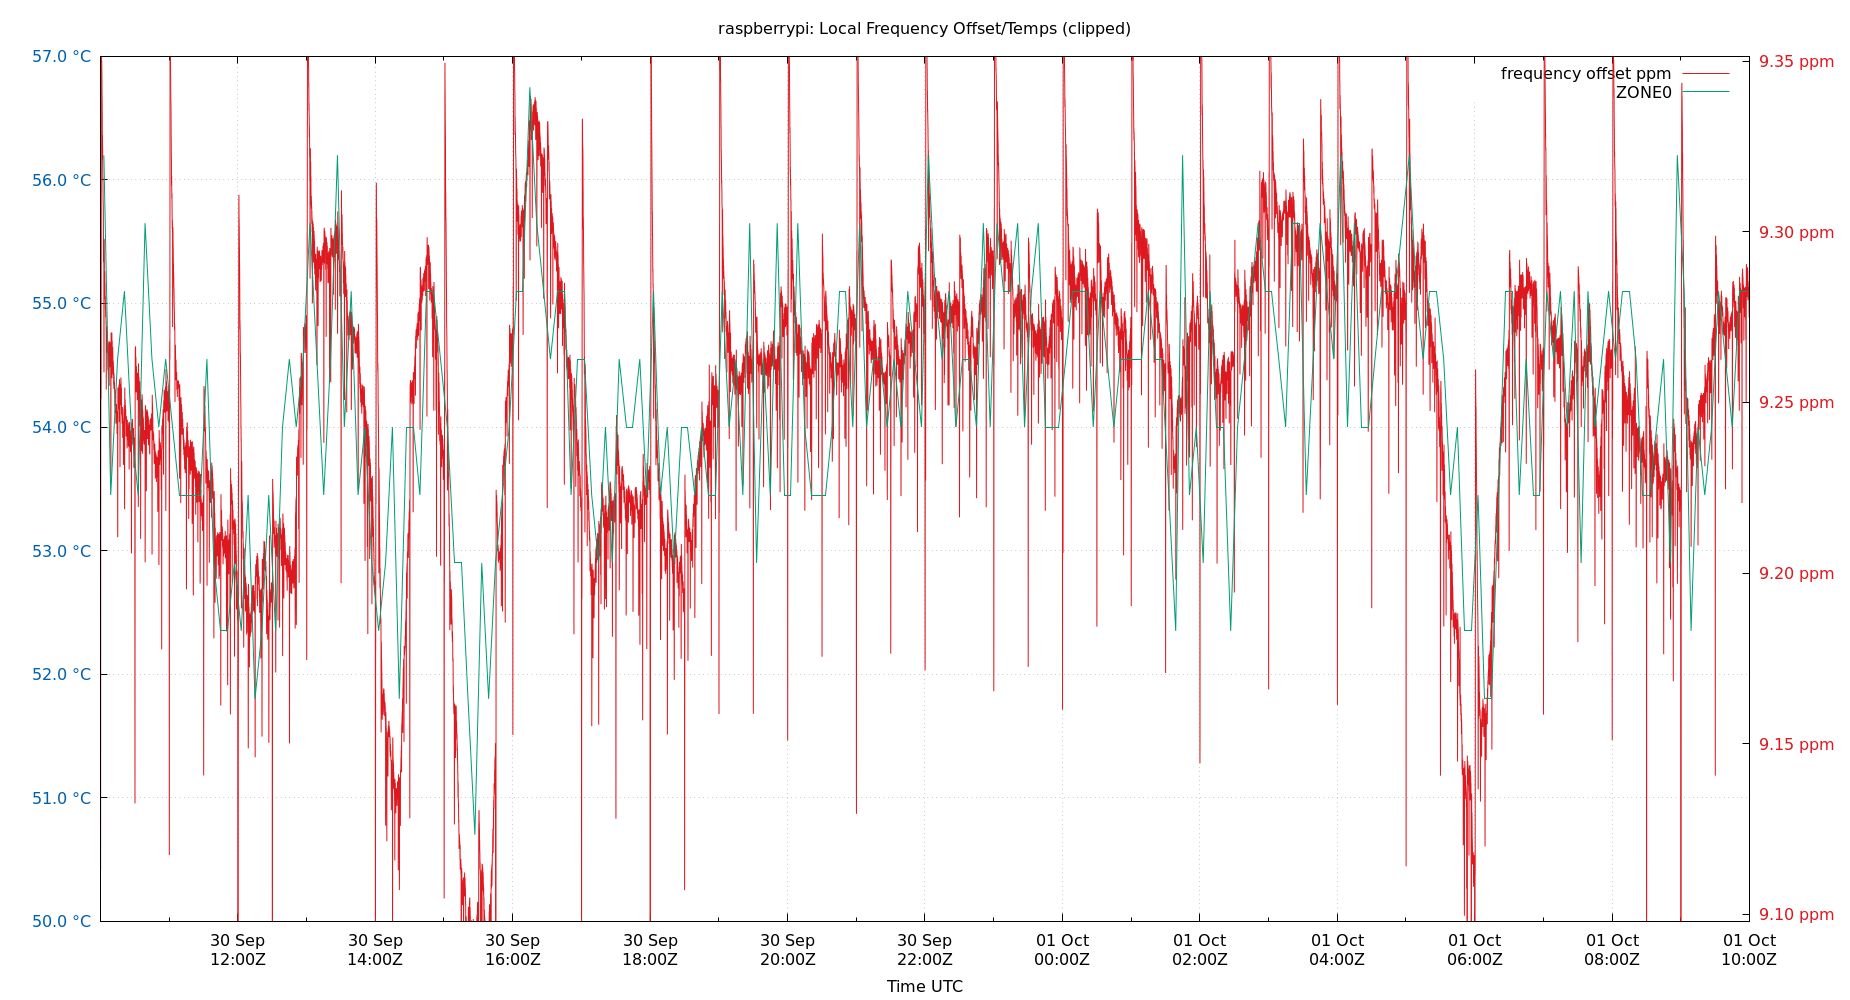 raspberrypi: Local Frequency Offset/Temps (clipped)
57.0 °C
56.0 °C
55.0 °C
54.0 °C
53.0 °C
52.0 °C
51.0 °C
50.0 °C
frequency offset ppm
ZONE0
9.35 ppm
9.30 ppm
9.25 ppm
9.20 ppm
9.15 ppm
9.10 ppm
30 Sep
12:00Z
30 Sep
14:00Z
30 Sep
16:00Z
30 Sep
18:00Z
30 Sep
20:00Z
30 Sep
22:00Z
01 Oct
00:00Z
01 Oct
02:00Z
01 Oct
04:00Z
01 Oct
06:00Z
01 Oct
08:00Z
01 Oct
10:00Z
Time UTC